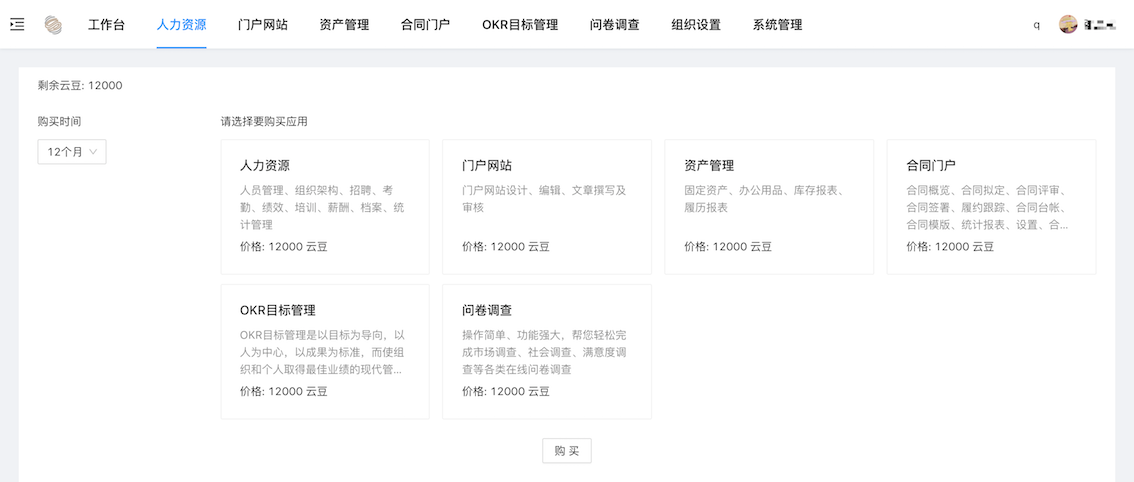 工作台 人力资源 门户网站 资产管理 合同门户 OKR目标管理 问卷调查 组织设置 系统管理 q
剩余云豆: 12000
购买时间
12个月
请选择要购买应用
人力资源
人员管理、组织架构、招聘、考
勤、绩效、培训、薪酬、档案、统
计管理
价格: 12000 云豆
门户网站
门户网站设计、编辑、文章撰写及
审核
价格: 12000 云豆
资产管理
固定资产、办公用品、库存报表、
履历报表
价格: 12000 云豆
合同门户
合同概览、合同拟定、合同评审、
合同签署、履约跟踪、合同台帐、
合同模版、统计报表、设置、合...
价格: 12000 云豆
OKR目标管理
OKR目标管理是以目标为导向，以
人为中心，以成果为标准，而使组
织和个人取得最佳业绩的现代管...
价格: 12000 云豆
问卷调查
操作简单、功能强大，帮您轻松完
成市场调查、社会调查、满意度调
查等各类在线问卷调查
价格: 12000 云豆
购 买